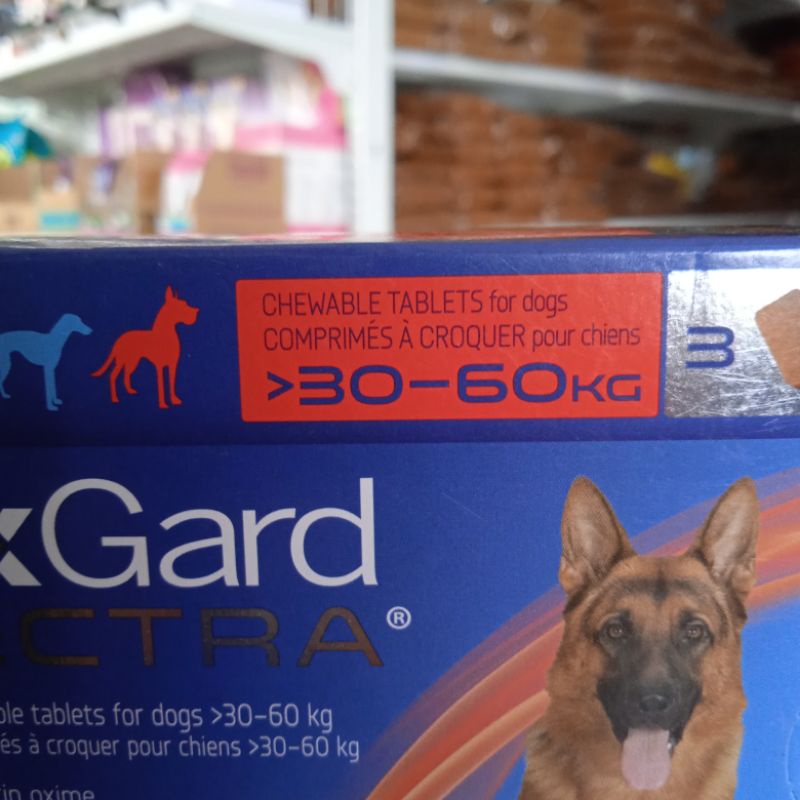 CHEWABLE TABLETS for dogs
COMPRIMÉS À CROQUER pour chiens
>30-60KG
3
xGard
ECTRA®
ble tablets for dogs >30-60 kg
és à croquer pour chiens >30-60 kg
in oxime